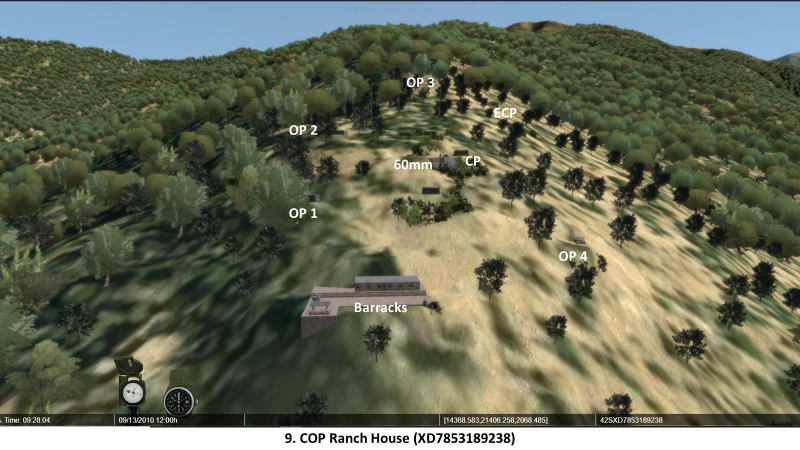 OP 3
ECP
OP 2
60mm
CP
OP 1
OP 4
Barracks
s. Time: 09:28:04
09/13/2010 12:00h
[14368.583,21406.258,2068.485]
42SXD7853189238
9. COP Ranch House (XD7853189238)